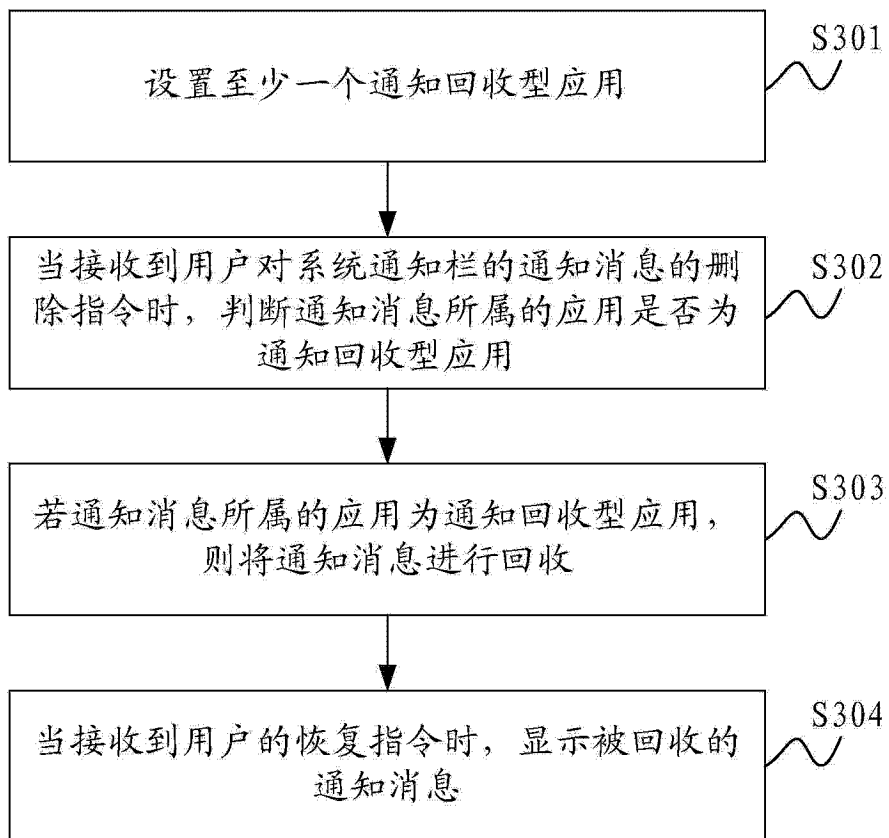 设置至少一个通知回收型应用
S301
当接收到用户对系统通知栏的通知消息的删
除指令时，判断通知消息所属的应用是否为
通知回收型应用
S302
若通知消息所属的应用为通知回收型应用，
则将通知消息进行回收
S303
当接收到用户的恢复指令时，显示被回收的
通知消息
S304